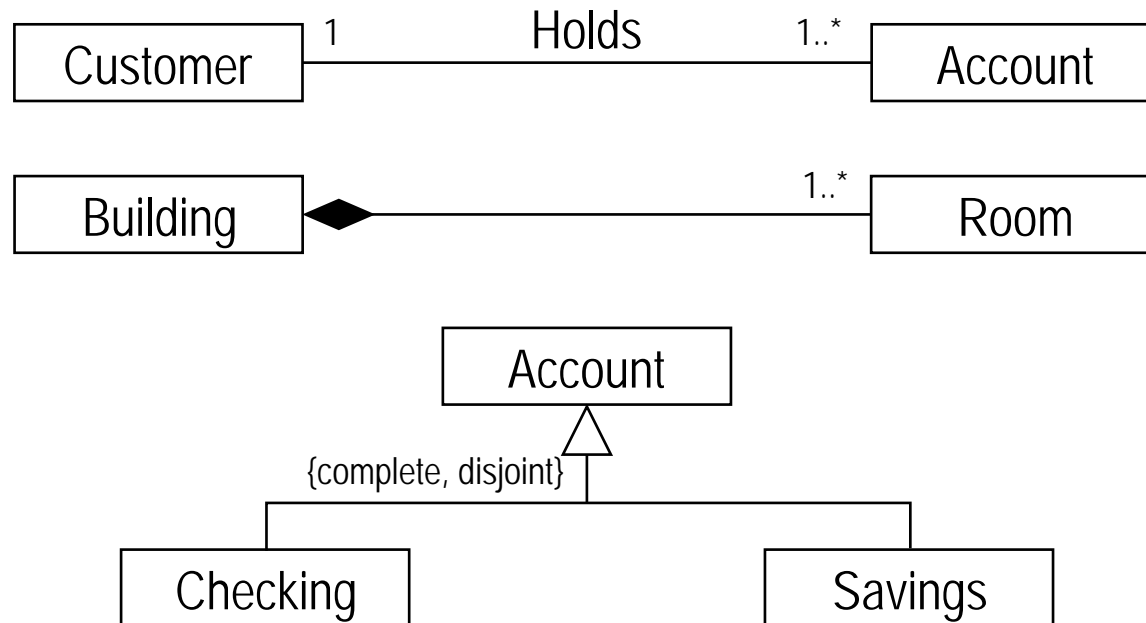 1 Holds 1..*
Customer Account
1..*
Building Room
Account
{complete, disjoint}
Checking Savings